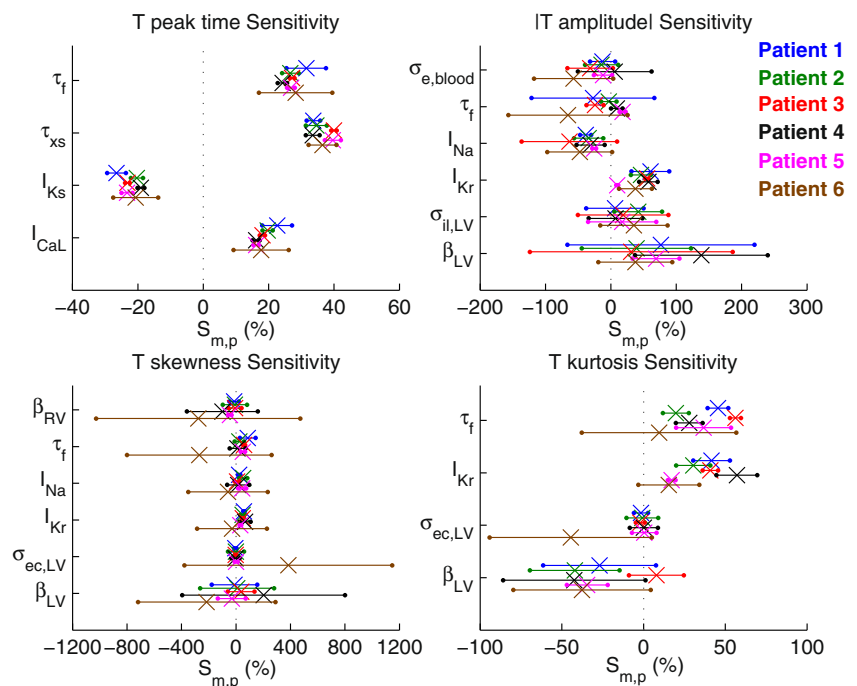 T peak time Sensitivity
τf
τxs
IKs
ICaL
−40 −20 0 20 40 60
Sm,p (%)
|T amplitude| Sensitivity
σe,blood
τf
INa
IKr
σil,LV
βLV
−200 −100 0 100 200 300
Sm,p (%)
Patient 1
Patient 2
Patient 3
Patient 4
Patient 5
Patient 6
T skewness Sensitivity
βRV
τf
INa
IKr
σec,LV
βLV
−1200 −800 −400 0 400 800 1200
Sm,p (%)
T kurtosis Sensitivity
τf
IKr
σec,LV
βLV
−100 −50 0 50 100
Sm,p (%)